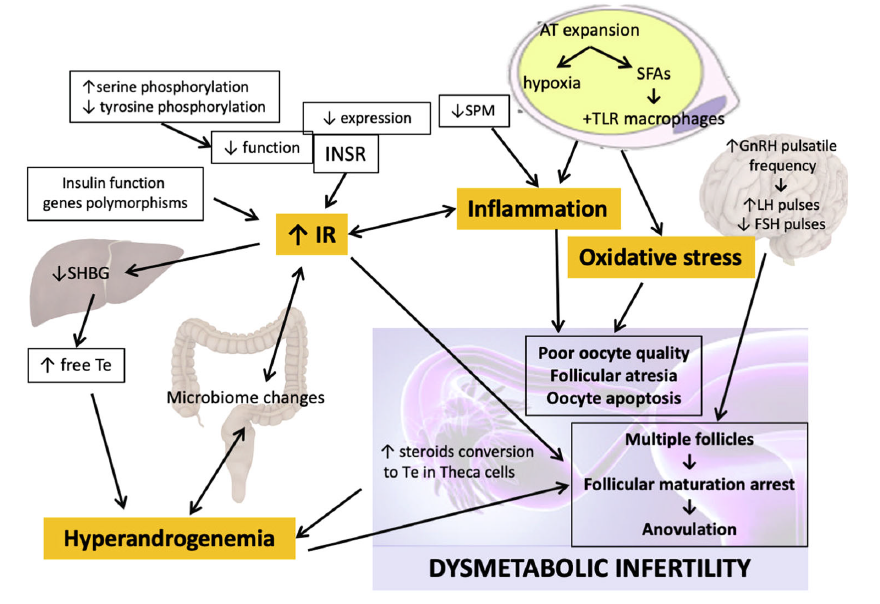 AT expansion
hypoxia
SFAs
↓
+TLR macrophages
↑serine phosphorylation
↓ tyrosine phosphorylation
↓ expression
↓SPM
↓ function
INSR
↑GnRH pulsatile
frequency
↓
↑LH pulses
↓ FSH pulses
Insulin function
genes polymorphisms
↑ IR
Inflammation
Oxidative stress
↓SHBG
↑ free Te
Microbiome changes
Poor oocyte quality
Follicular atresia
Oocyte apoptosis
↑ steroids conversion
to Te in Theca cells
Multiple follicles
↓
Follicular maturation arrest
↓
Anovulation
Hyperandrogenemia
DYSMETABOLIC INFERTILITY